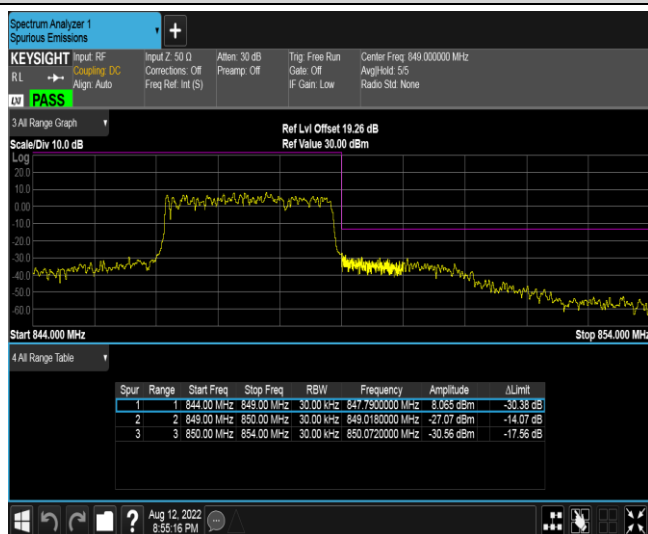 Spectrum Analyzer 1
Spurious Emissions
+
KEYSIGHT Input: RF Input Z: 50 Ω Atten: 30 dB Trig: Free Run Center Freq: 849.000000 MHz
R L Coupling: DC Corrections: Off Preamp: Off Gate: Off Avg|Hold: 5/5
Align: Auto Freq Ref: Int (S) IF Gain: Low Radio Std: None
LXI PASS
3 All Range Graph
Ref Lvl Offset 19.26 dB
Scale/Div 10.0 dB Ref Value 30.00 dBm
Log
20.0
10.0
0.00
-10.0
-20.0
-30.0
-40.0
-50.0
-60.0
Start 844.000 MHz Stop 854.000 MHz
4 All Range Table
Spur Range Start Freq Stop Freq RBW Frequency Amplitude ΔLimit
1 1 844.00 MHz 849.00 MHz 30.00 kHz 847.7900000 MHz 8.065 dBm -30.38 dB
2 2 849.00 MHz 850.00 MHz 30.00 kHz 849.0180000 MHz -27.07 dBm -14.07 dB
3 3 850.00 MHz 854.00 MHz 30.00 kHz 850.0720000 MHz -30.56 dBm -17.56 dB
? Aug 12, 2022
8:55:16 PM